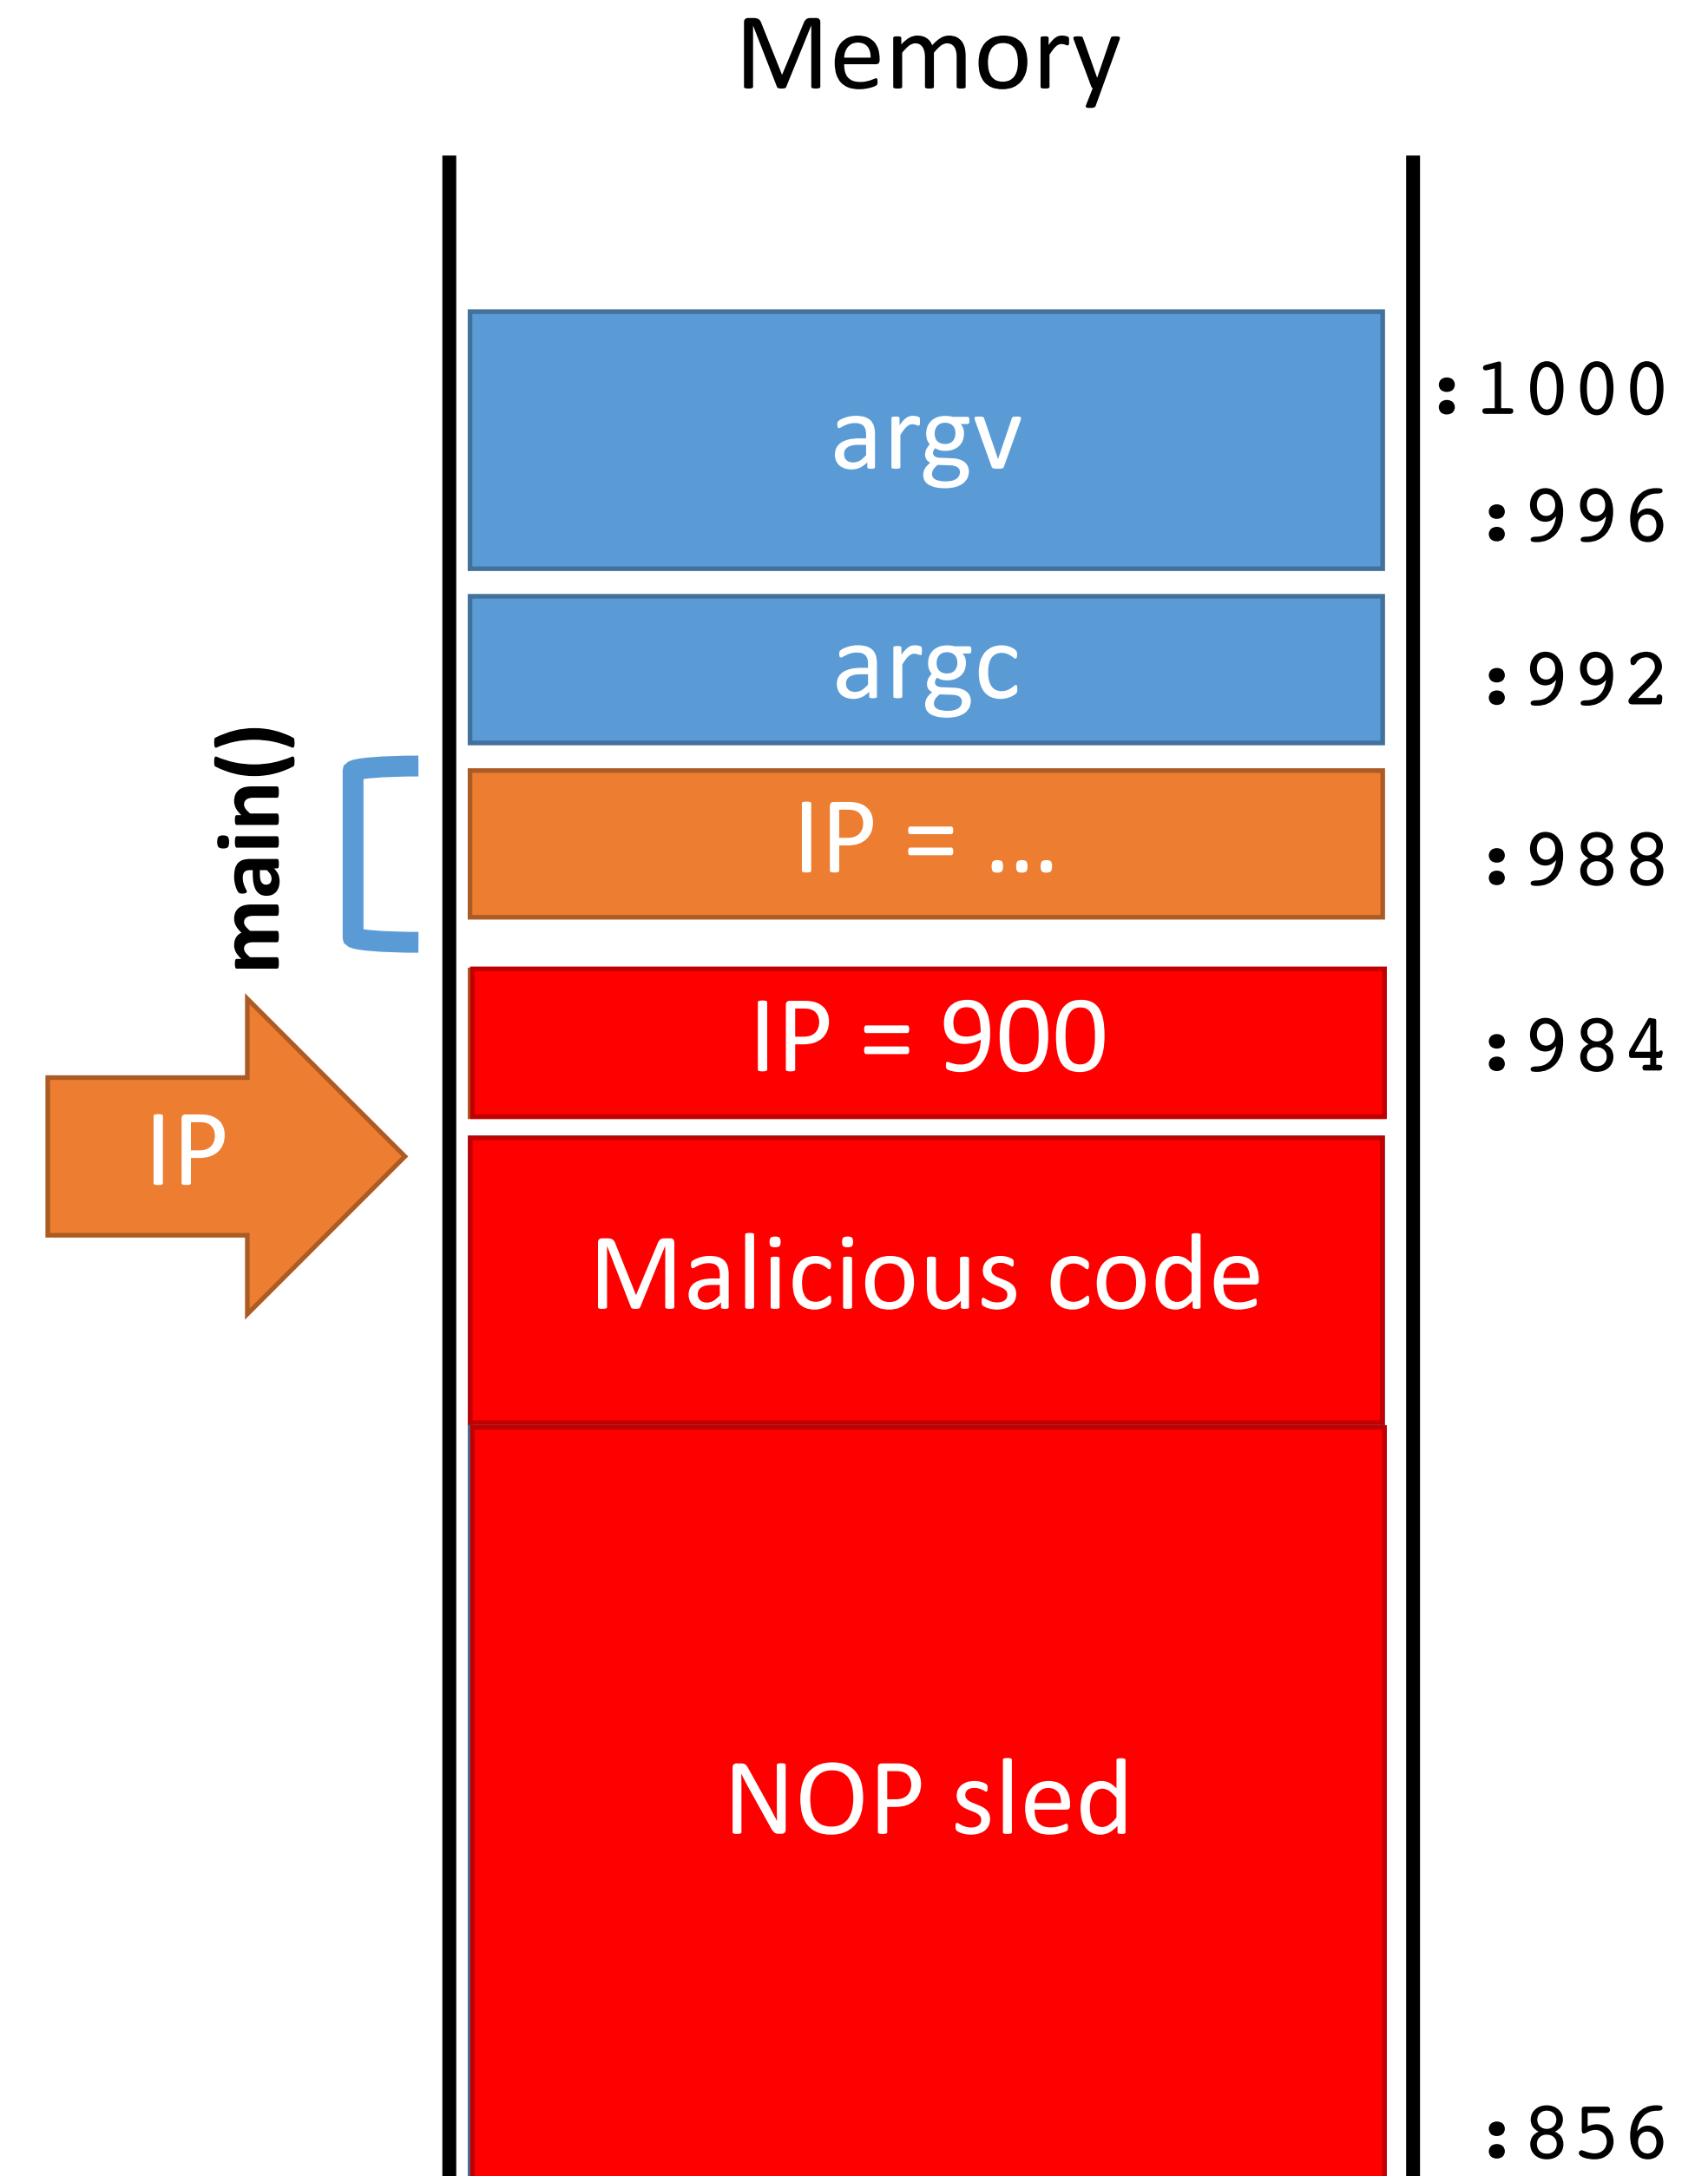 Memory
:1000
argv
:996
argc
:992
main()
IP = ...
:988
IP = 900
:984
IP
Malicious code
NOP sled
:856